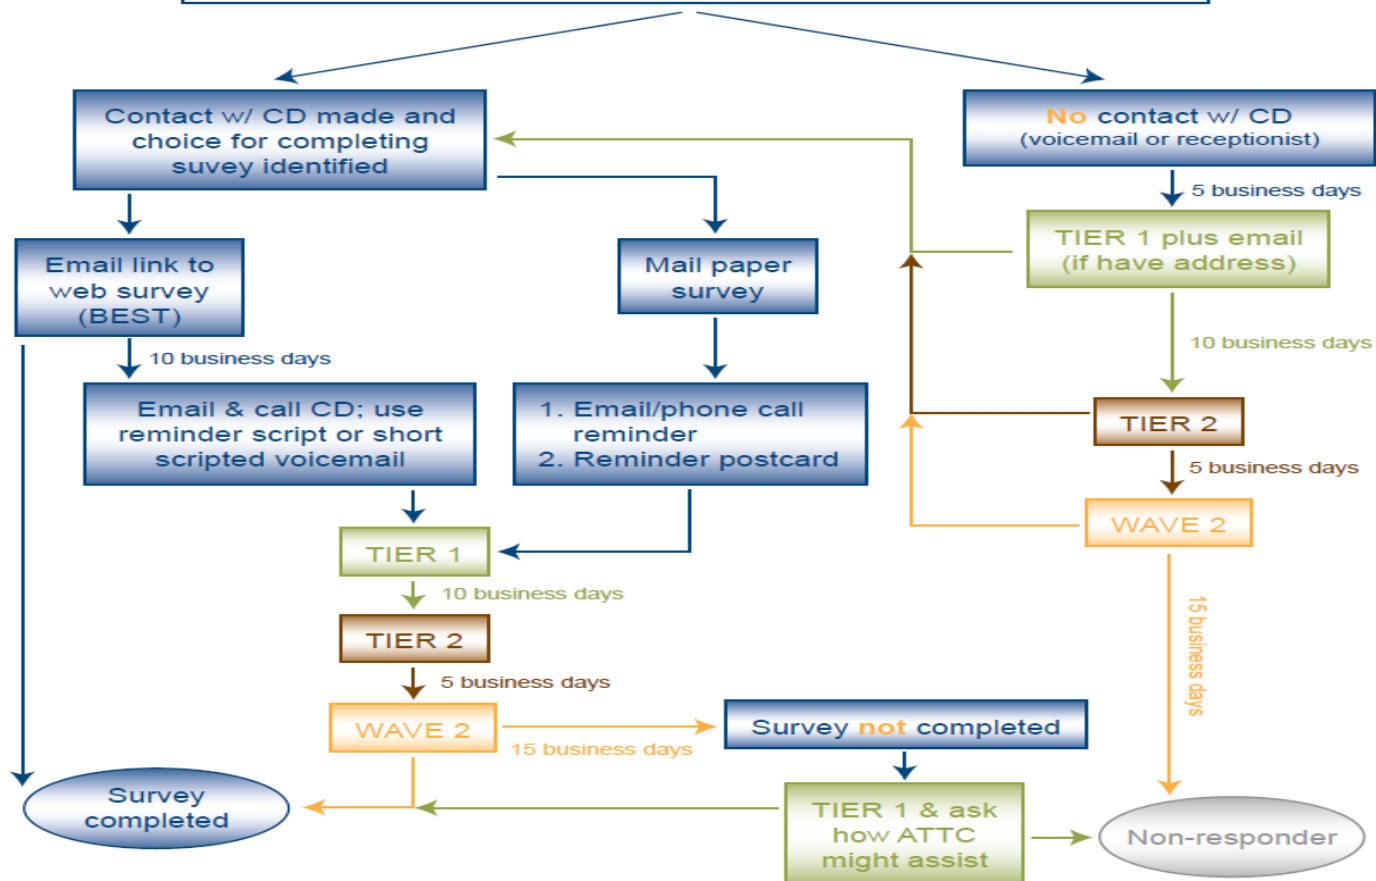 Contact w/ CD made and
choice for completing
suvey identified
No contact w/ CD
(voicemail or receptionist)
5 business days
TIER 1 plus email
(if have address)
Email link to
web survey
(BEST)
Mail paper
survey
10 business days
10 business days
Email & call CD; use
reminder script or short
scripted voicemail
1. Email/phone call
reminder
2. Reminder postcard
TIER 2
5 business days
WAVE 2
TIER 1
10 business days
TIER 2
5 business days
WAVE 2
15 business days
Survey not completed
15 business days
Survey
completed
TIER 1 & ask
how ATTC
might assist
Non-responder